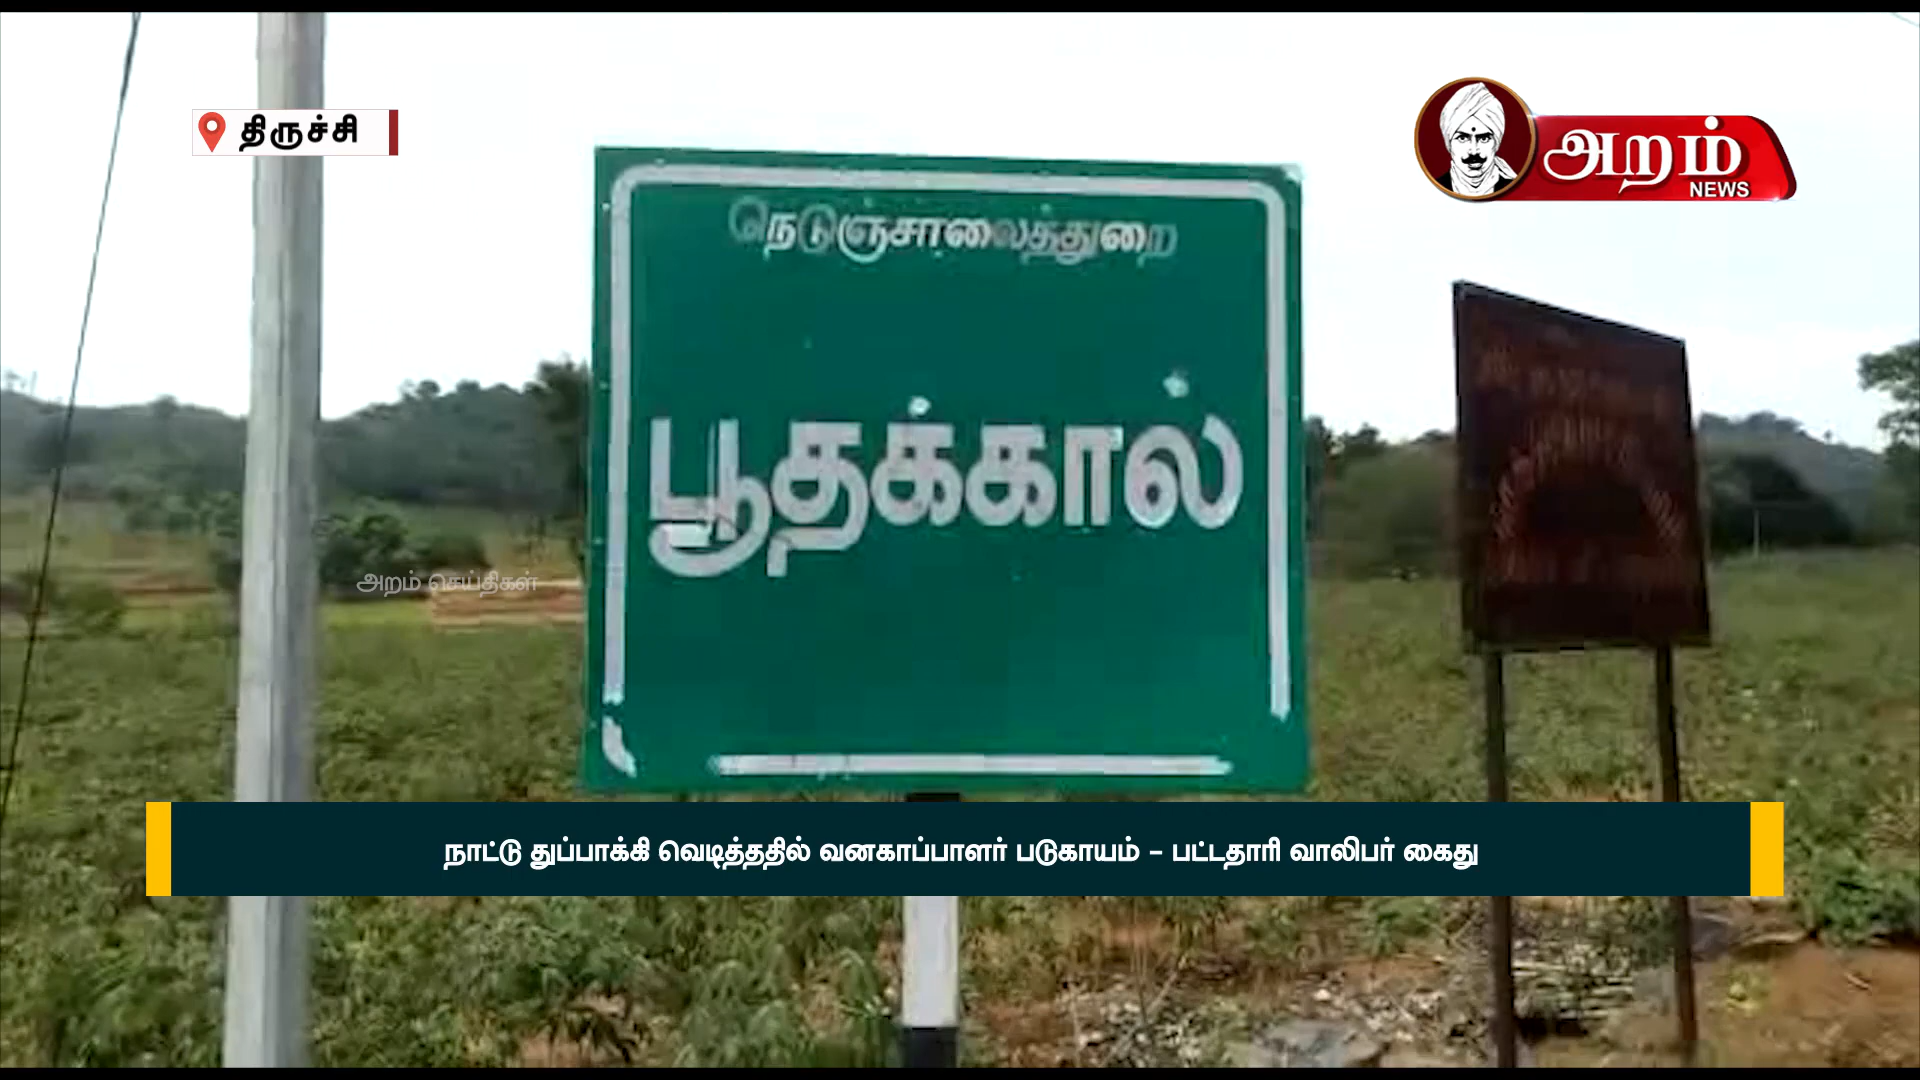 திருச்சி
அறம்
NEWS
நெடுஞ்சாலைத்துறை
பூதக்கால்
அறம் செய்திகள்
நாட்டு துப்பாக்கி வெடித்ததில் வனகாப்பாளர் படுகாயம் – பட்டதாரி வாலிபர் கைது